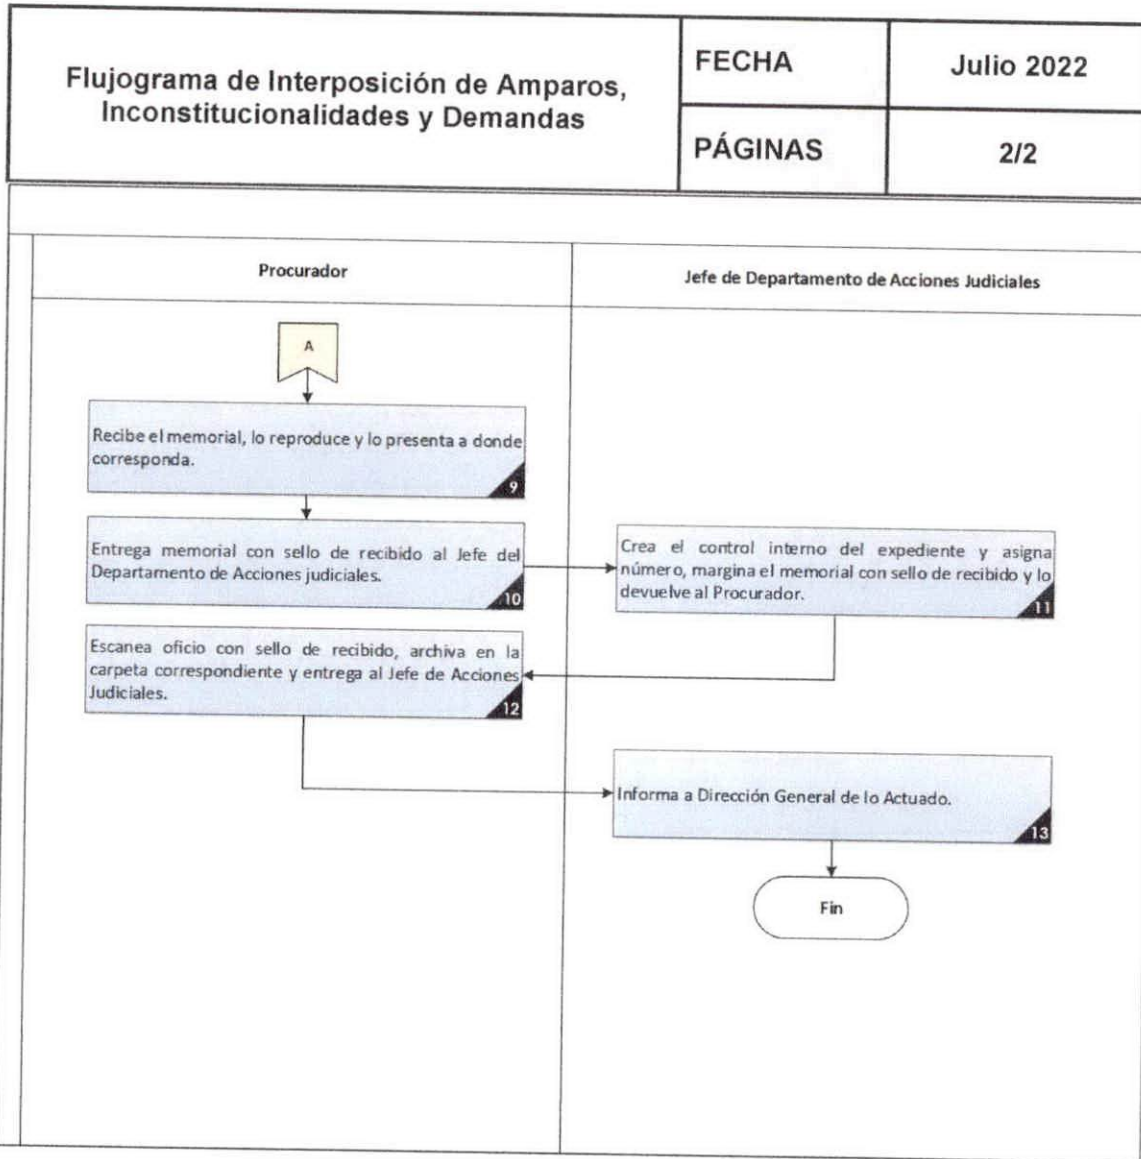 Flujograma de Interposición de Amparos,
Inconstitucionalidades y Demandas
FECHA
Julio 2022
PÁGINAS
2/2
Procurador
Jefe de Departamento de Acciones Judiciales
A
Recibe el memorial, lo reproduce y lo presenta a donde
corresponda.
9
Entrega memorial con sello de recibido al Jefe del
Departamento de Acciones judiciales.
10
Crea el control interno del expediente y asigna
número, margina el memorial con sello de recibido y lo
devuelve al Procurador.
11
Escanea oficio con sello de recibido, archiva en la
carpeta correspondiente y entrega al Jefe de Acciones
Judiciales.
12
Informa a Dirección General de lo Actuado.
13
Fin